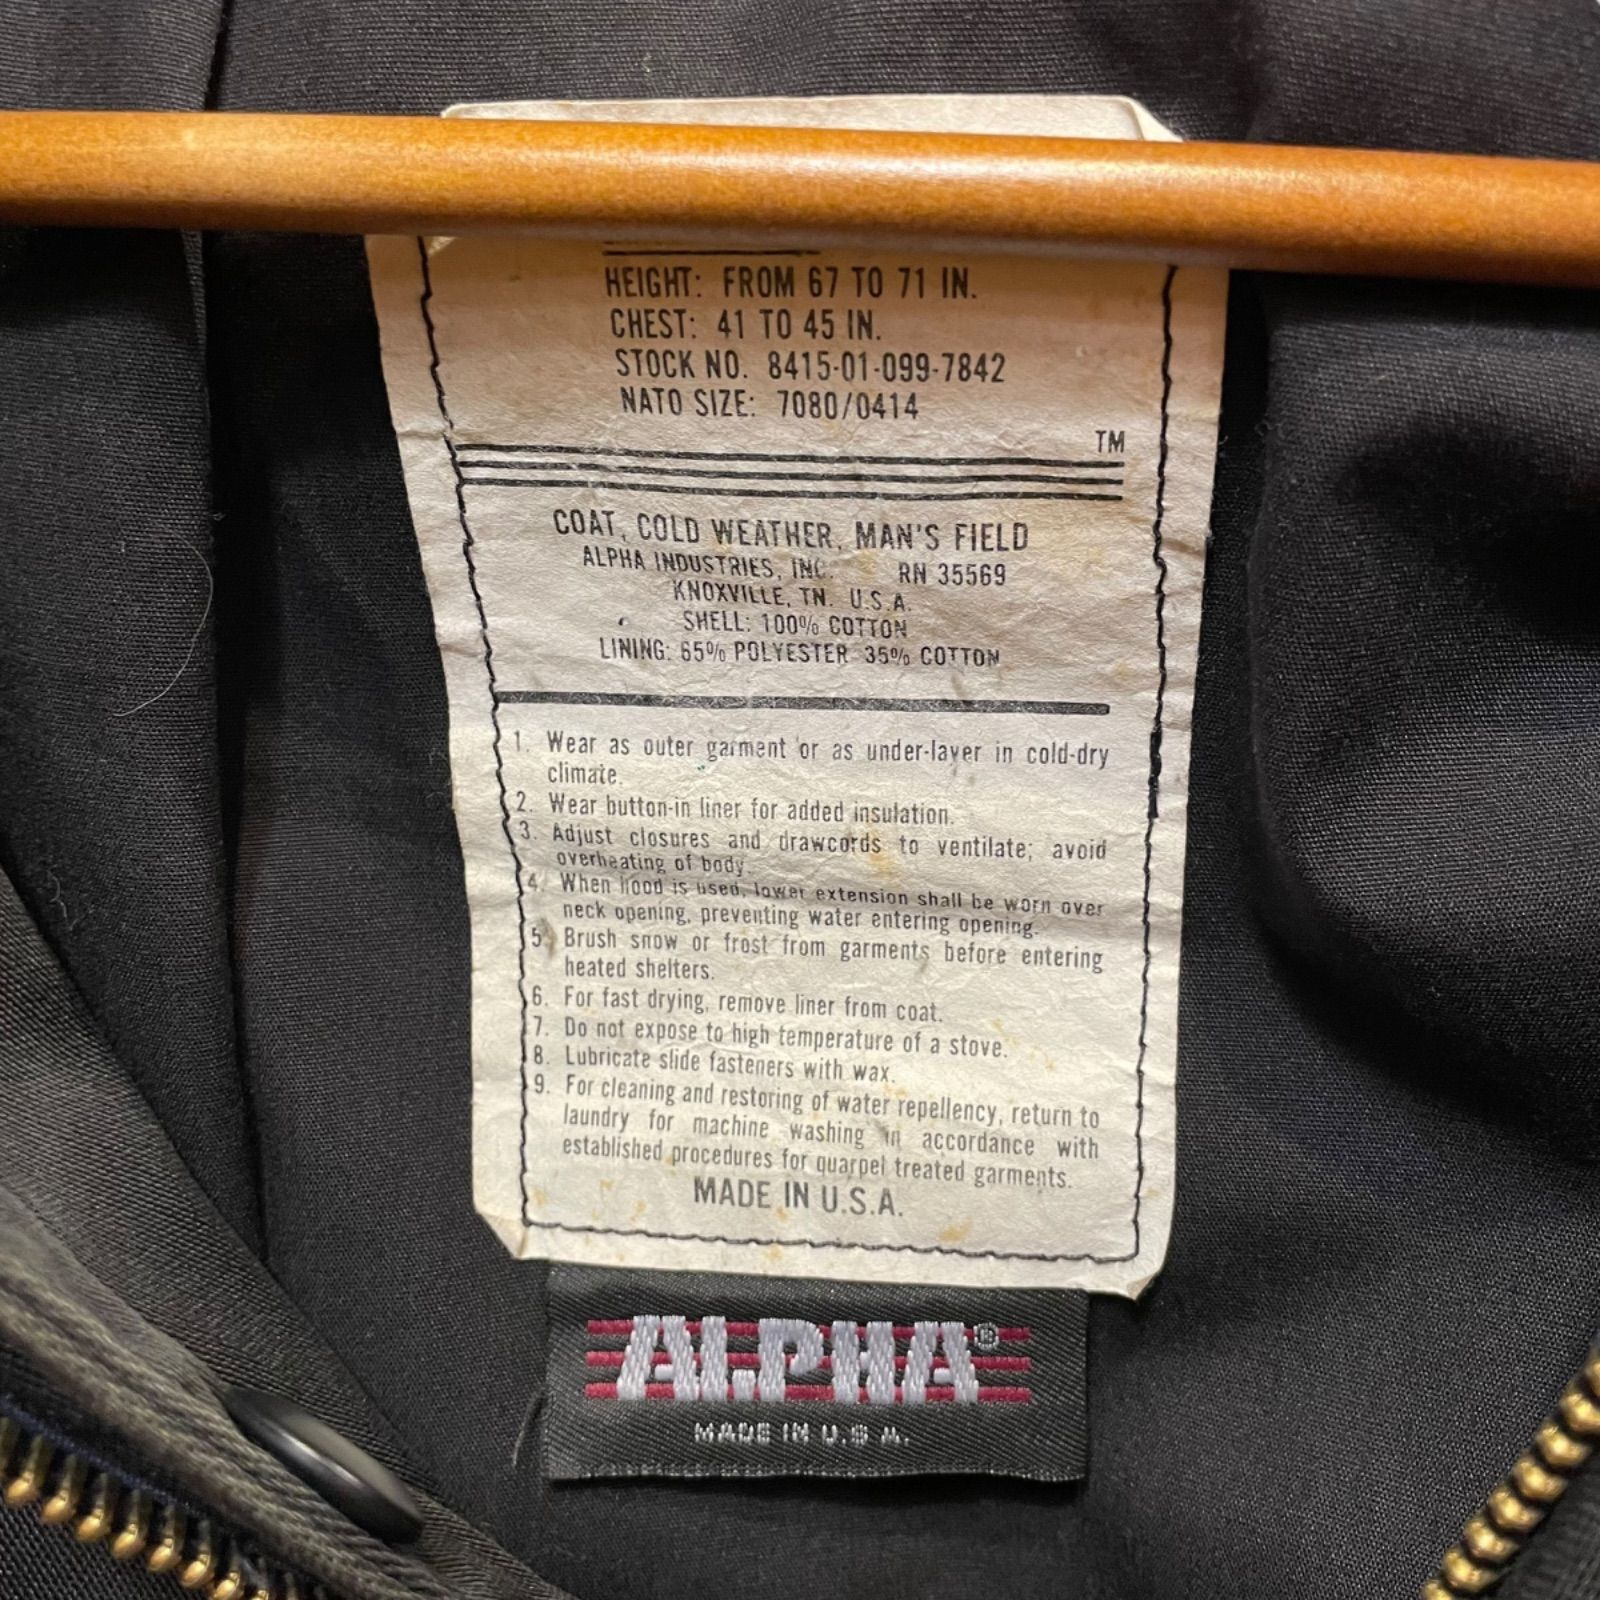 HEIGHT: FROM 67 TO 71 IN.
CHEST: 41 TO 45 IN.
STOCK NO. 8415-01-099-7842
NATO SIZE: 7080/0414
TM
COAT, COLD WEATHER, MAN'S FIELD
ALPHA INDUSTRIES, INC. RN 35569
KNOXVILLE, TN. U.S.A.
SHELL: 100% COTTON
LINING: 65% POLYESTER 35% COTTON
1. Wear as outer garment or as under-layer in cold-dry
climate.
2. Wear button-in liner for added insulation.
3. Adjust closures and drawcords to ventilate; avoid
overheating of body.
4. When hood is used, lower extension shall be worn over
neck opening, preventing water entering opening.
5. Brush snow or frost from garments before entering
heated shelters.
6. For fast drying, remove liner from coat.
7. Do not expose to high temperature of a stove.
8. Lubricate slide fasteners with wax.
9. For cleaning and restoring of water repellency, return to
laundry for machine washing in accordance with
established procedures for quarpel treated garments.
MADE IN U.S.A.
ALPHA®
MADE IN U.S.A.